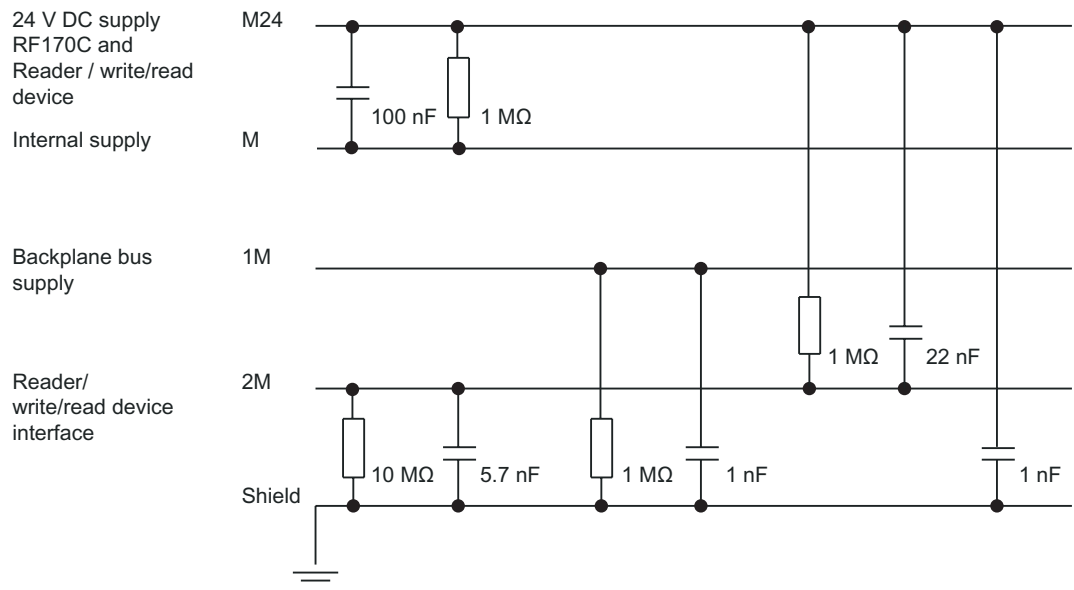 24 V DC supply
RF170C and
Reader / write/read
device
M24
100 nF
1 MΩ
Internal supply
M
Backplane bus
supply
1M
1 MΩ
22 nF
Reader/
write/read device
interface
2M
10 MΩ
5.7 nF
1 MΩ
1 nF
1 nF
Shield